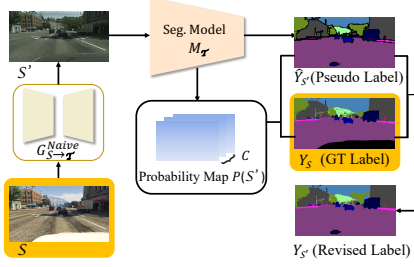 S'
Seg. Model
M_𝒯
Ŷ_S' (Pseudo Label)
G^Naive_S→𝒯
C
Probability Map P(S')
Y_S (GT Label)
S
Y_S' (Revised Label)